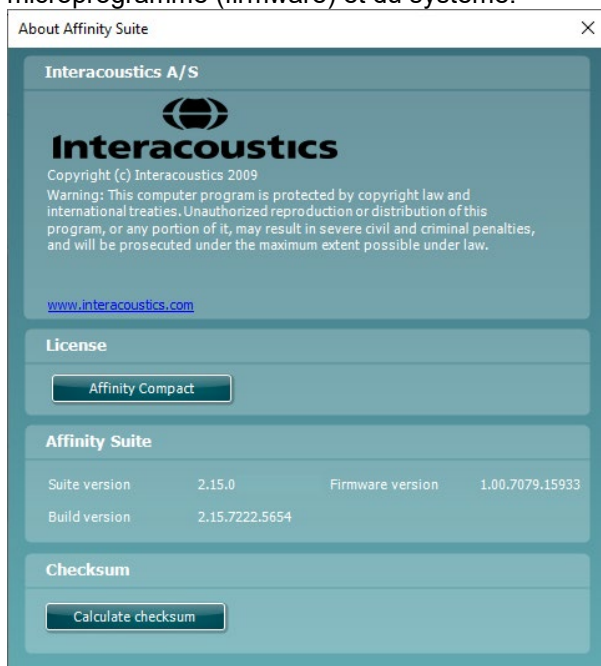 microprogramme (firmware) et du système.
About Affinity Suite
Interacoustics A/S
Interacoustics
Copyright (c) Interacoustics 2009
Warning: This computer program is protected by copyright law and
international treaties. Unauthorized reproduction or distribution of this
program, or any portion of it, may result in severe civil and criminal penalties,
and will be prosecuted under the maximum extent possible under law.
www.interacoustics.com
License
Affinity Compact
Affinity Suite
Suite version 2.15.0 Firmware version 1.00.7079.15933
Build version 2.15.7222.5654
Checksum
Calculate checksum